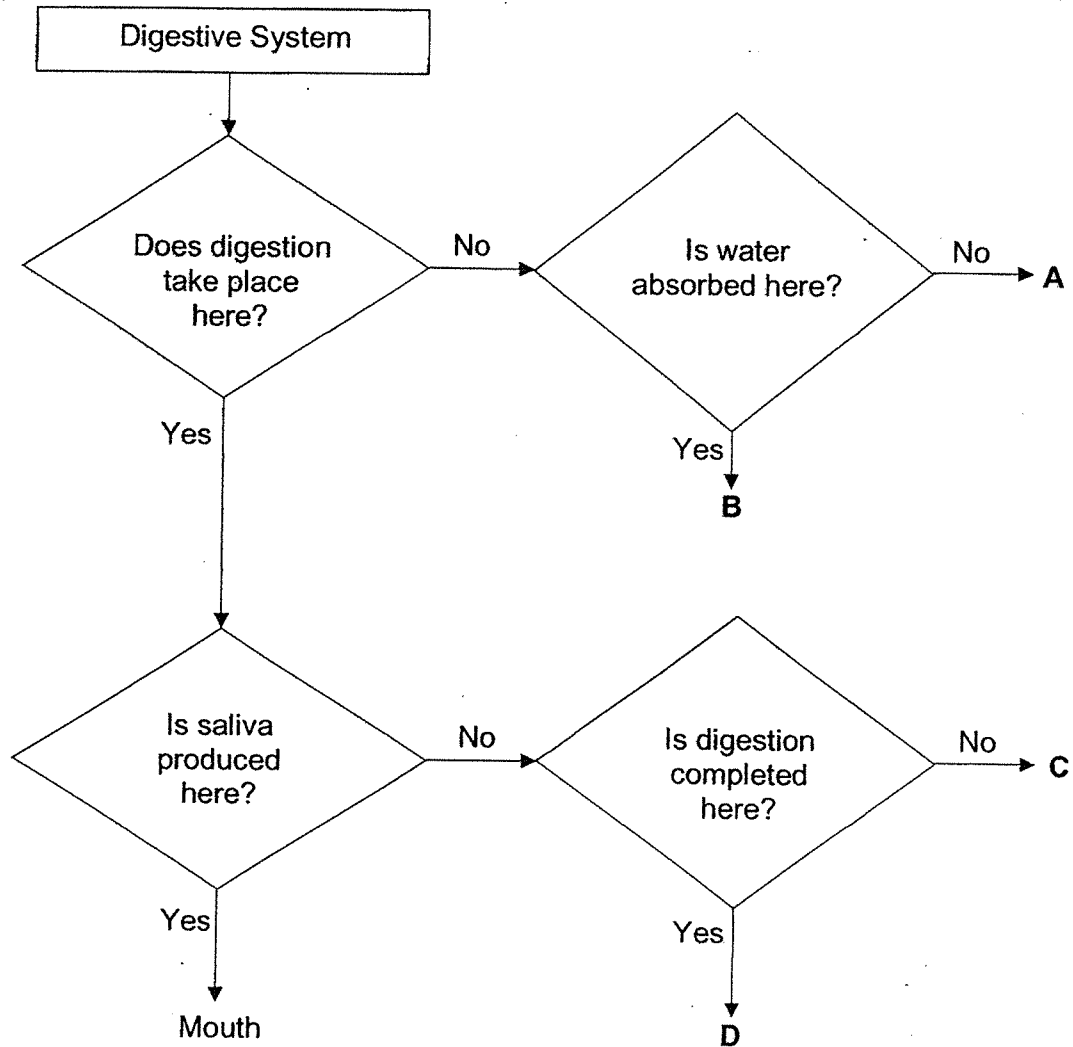 Digestive System
Does digestion
take place
here?
No
Is water
absorbed here?
No
A
Yes
Yes
B
Is saliva
produced
here?
No
Is digestion
completed
here?
No
C
Yes
Mouth
Yes
D